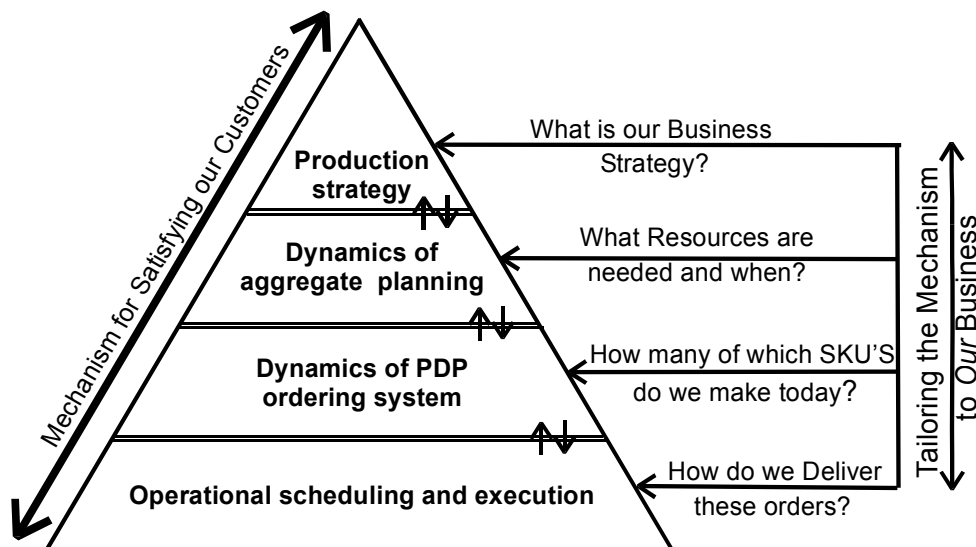 Mechanism for Satisfying our Customers
Production
strategy
What is our Business
Strategy?
Dynamics of
aggregate planning
What Resources are
needed and when?
Dynamics of PDP
ordering system
How many of which SKU'S
do we make today?
Operational scheduling and execution
How do we Deliver
these orders?
Tailoring the Mechanism
to Our Business